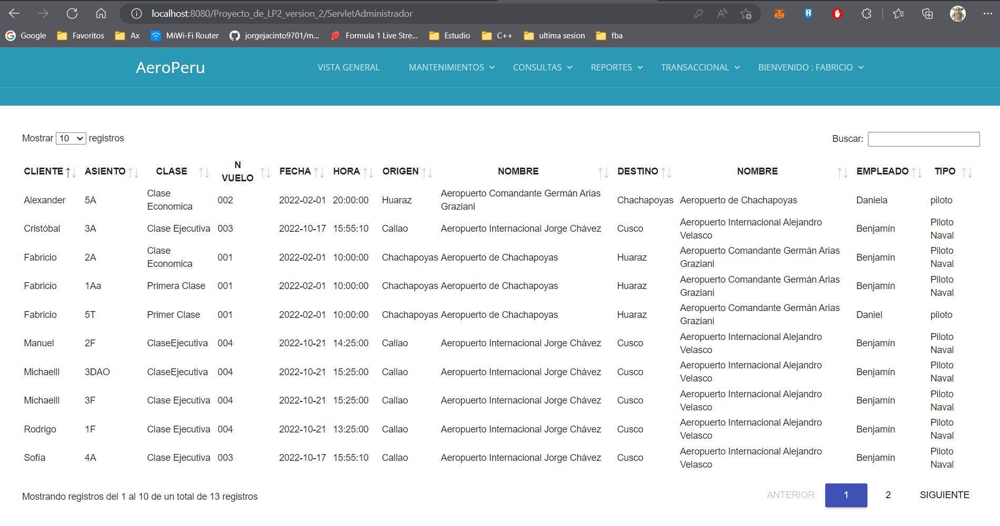 localhost:8080/Proyecto_de_LP2_version_2/ServletAdministrador
Google Favoritos Ax MiWi-Fi Router jorgejacinto9701/m... Formula 1 Live Stre... Estudio C++ ultima sesion fba
AeroPeru VISTA GENERAL MANTENIMIENTOS CONSULTAS REPORTES TRANSACCIONAL BIENVENIDO : FABRICIO
Mostrar 10 registros Buscar:
CLIENTE ASIENTO CLASE N VUELO FECHA HORA ORIGEN NOMBRE DESTINO NOMBRE EMPLEADO TIPO
Alexander 5A Clase Economica 002 2022-02-01 20:00:00 Huaraz Aeropuerto Comandante Germán Arias Graziani Chachapoyas Aeropuerto de Chachapoyas Daniela piloto
Cristóbal 3A Clase Ejecutiva 003 2022-10-17 15:55:10 Callao Aeropuerto Internacional Jorge Chávez Cusco Aeropuerto Internacional Alejandro Velasco Benjamín Piloto Naval
Fabricio 2A Clase Economica 001 2022-02-01 10:00:00 Chachapoyas Aeropuerto de Chachapoyas Huaraz Aeropuerto Comandante Germán Arias Graziani Benjamín Piloto Naval
Fabricio 1Aa Primera Clase 001 2022-02-01 10:00:00 Chachapoyas Aeropuerto de Chachapoyas Huaraz Aeropuerto Comandante Germán Arias Graziani Benjamín Piloto Naval
Fabricio 5T Primer Clase 001 2022-02-01 10:00:00 Chachapoyas Aeropuerto de Chachapoyas Huaraz Aeropuerto Comandante Germán Arias Graziani Daniel piloto
Manuel 2F ClaseEjecutiva 004 2022-10-21 14:25:00 Callao Aeropuerto Internacional Jorge Chávez Cusco Aeropuerto Internacional Alejandro Velasco Benjamín Piloto Naval
Michaelll 3DAO ClaseEjecutiva 004 2022-10-21 15:25:00 Callao Aeropuerto Internacional Jorge Chávez Cusco Aeropuerto Internacional Alejandro Velasco Benjamín Piloto Naval
Michaelll 3F Clase Ejecutiva 004 2022-10-21 15:25:00 Callao Aeropuerto Internacional Jorge Chávez Cusco Aeropuerto Internacional Alejandro Velasco Benjamín Piloto Naval
Rodrigo 1F Clase Ejecutiva 004 2022-10-21 13:25:00 Callao Aeropuerto Internacional Jorge Chávez Cusco Aeropuerto Internacional Alejandro Velasco Benjamín Piloto Naval
Sofía 4A Clase Ejecutiva 003 2022-10-17 15:55:10 Callao Aeropuerto Internacional Jorge Chávez Cusco Aeropuerto Internacional Alejandro Velasco Benjamín Piloto Naval
Mostrando registros del 1 al 10 de un total de 13 registros ANTERIOR 1 2 SIGUIENTE